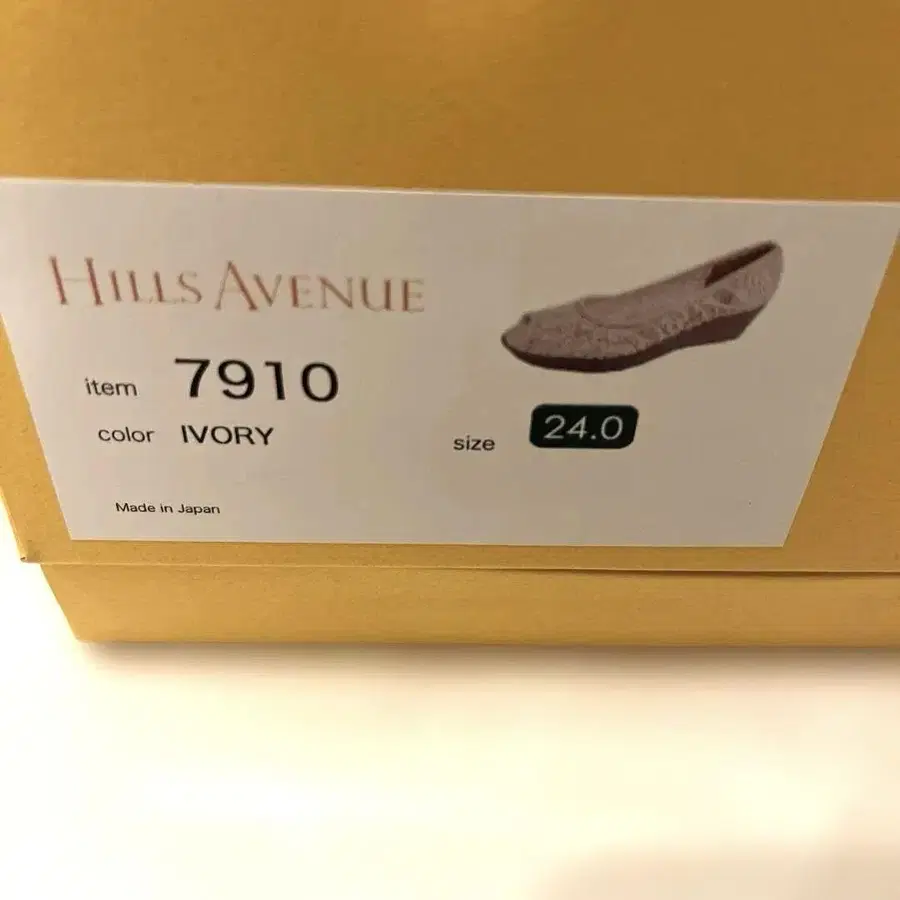 HILLS AVENUE
item 7910
color IVORY
size 24.0
Made in Japan